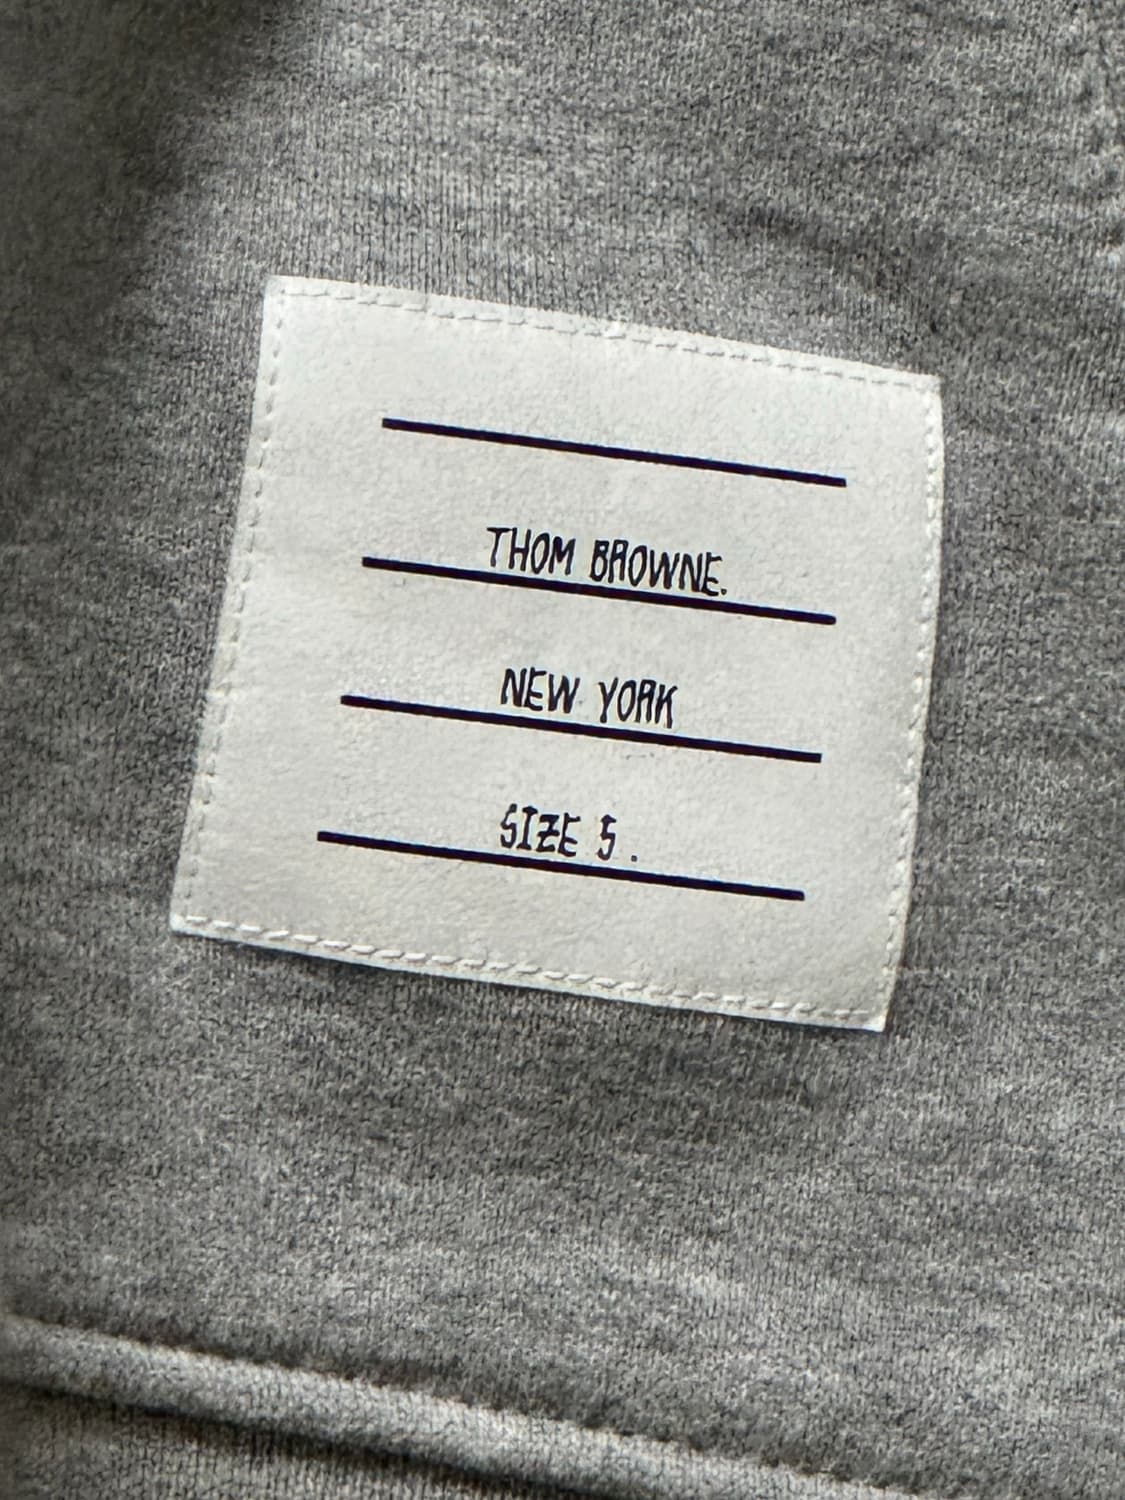 THOM BROWNE.
NEW YORK
SIZE 5.